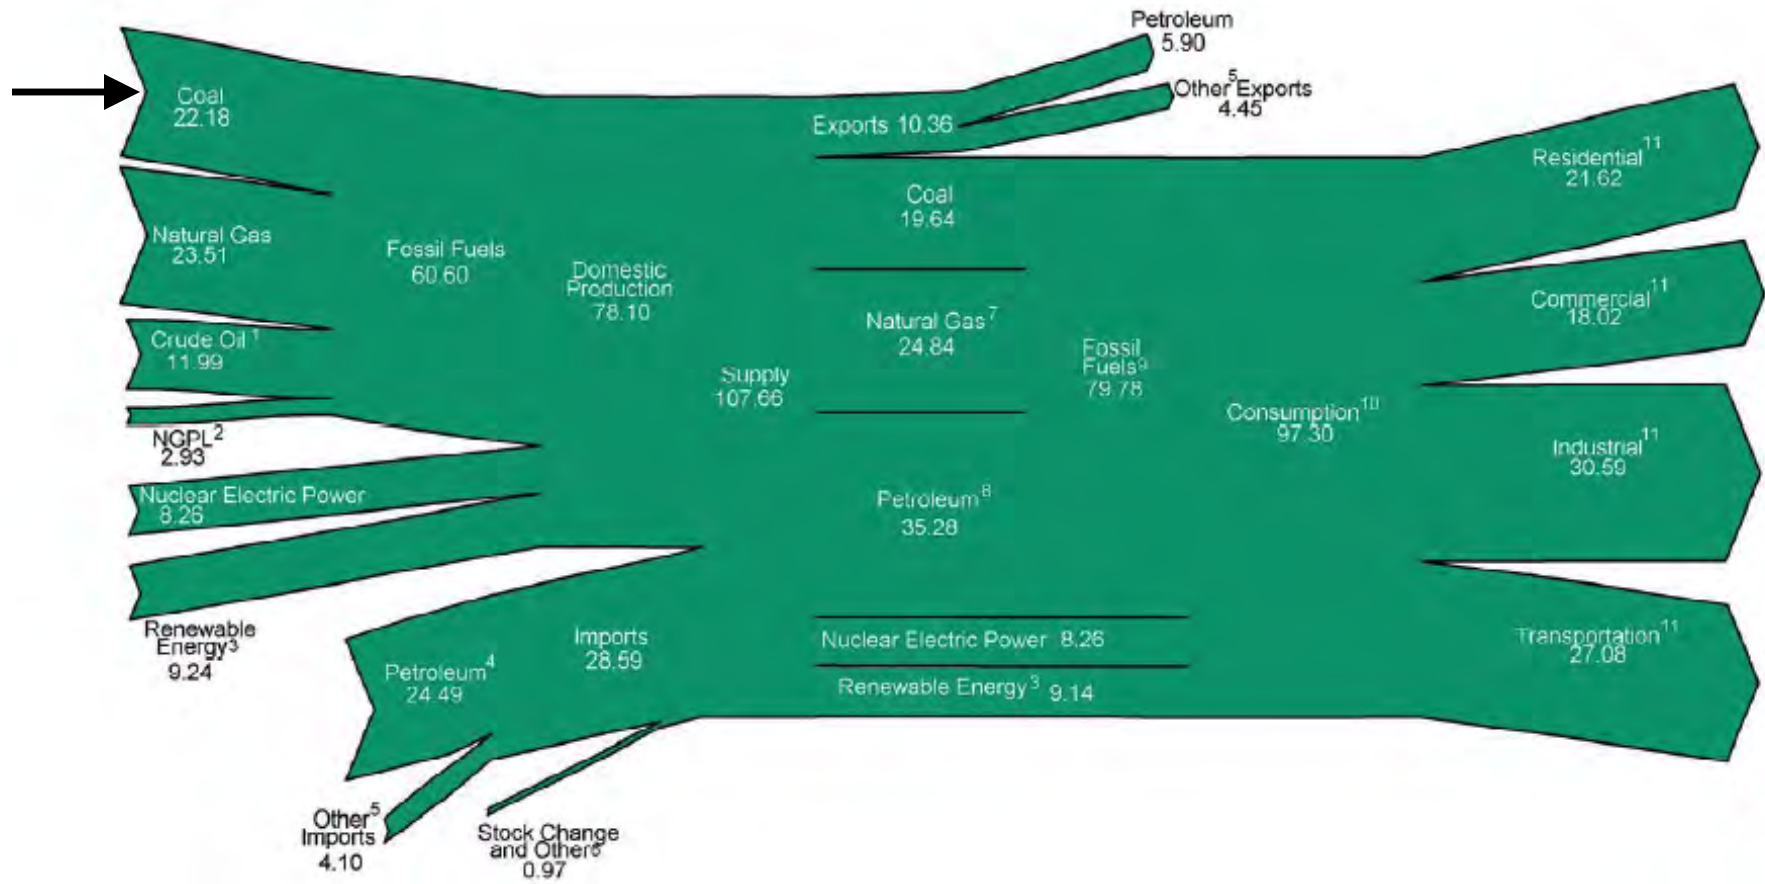 Petroleum
5.90
Other⁵ Exports
4.45
Coal
22.18
Exports 10.36
Residential¹¹
21.62
Coal
19.64
Natural Gas
23.51
Fossil Fuels
60.60
Domestic
Production
78.10
Commercial¹¹
18.02
Crude Oil¹
11.99
Natural Gas⁷
24.84
Fossil
Fuels⁹
79.78
Supply
107.66
Consumption¹⁰
97.30
NGPL²
2.93
Industrial¹¹
30.59
Nuclear Electric Power
8.26
Petroleum⁸
35.28
Renewable
Energy³
9.24
Imports
28.59
Petroleum⁴
24.49
Nuclear Electric Power 8.26
Renewable Energy³ 9.14
Transportation¹¹
27.08
Other⁵
Imports
4.10
Stock Change
and Other⁶
0.97